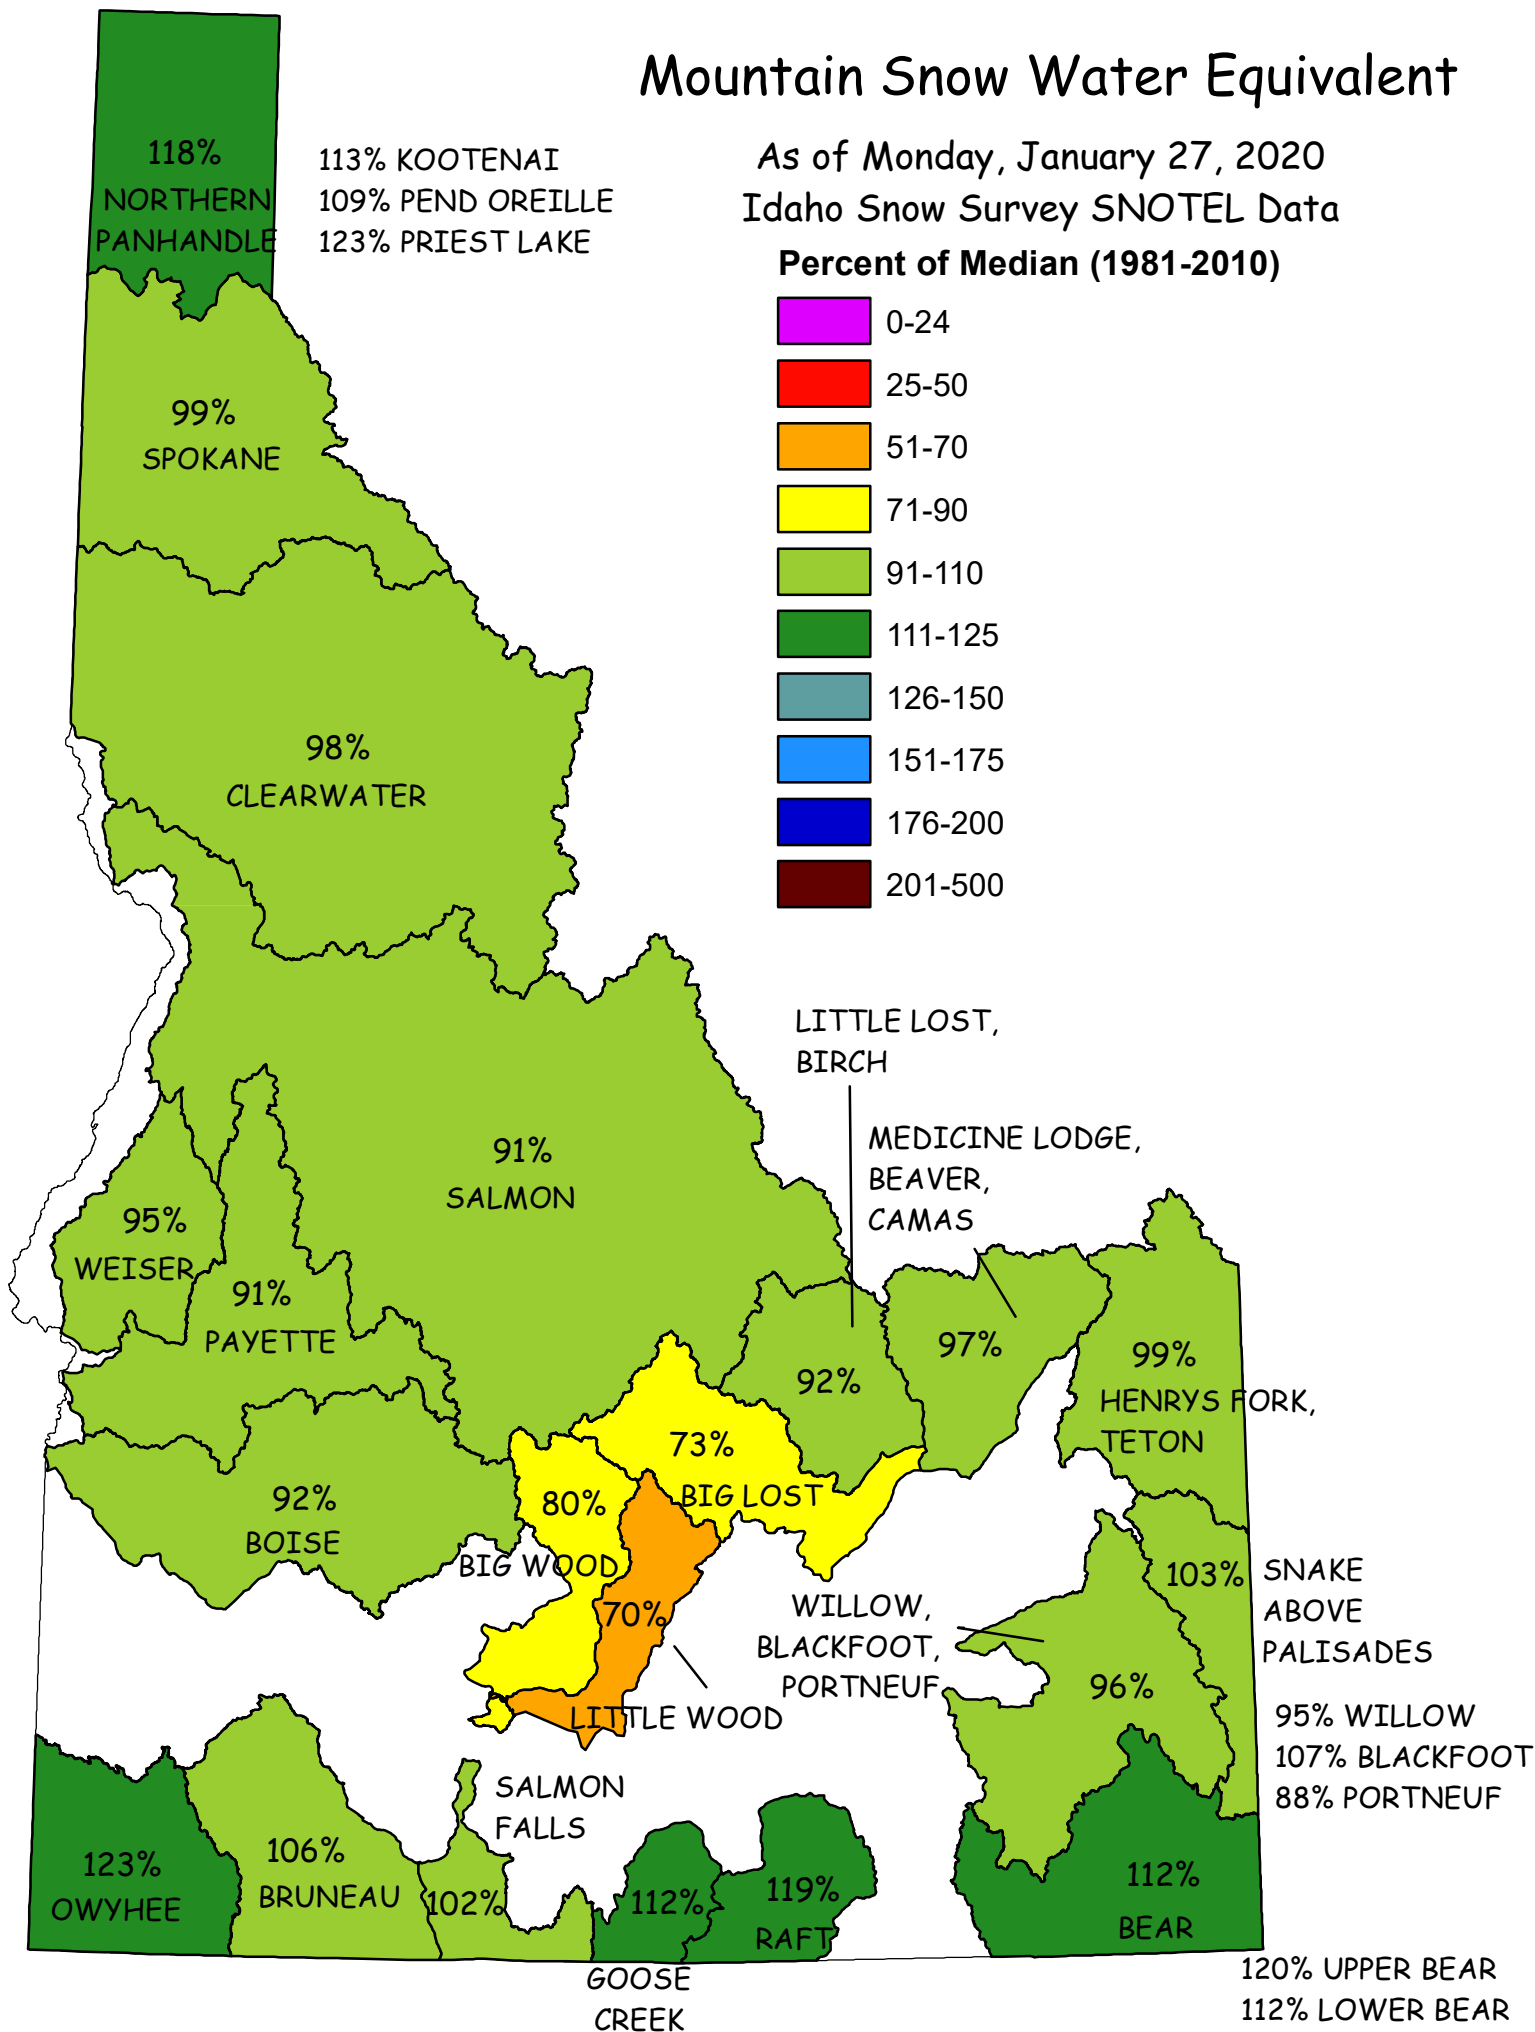 Mountain Snow Water Equivalent
As of Monday, January 27, 2020
Idaho Snow Survey SNOTEL Data
Percent of Median (1981-2010)
0-24
25-50
51-70
71-90
91-110
111-125
126-150
151-175
176-200
201-500
118%
NORTHERN
PANHANDLE
113% KOOTENAI
109% PEND OREILLE
123% PRIEST LAKE
99%
SPOKANE
98%
CLEARWATER
LITTLE LOST,
BIRCH
MEDICINE LODGE,
BEAVER,
CAMAS
91%
SALMON
95%
WEISER
91%
PAYETTE
92%
97%
99%
HENRYS FORK,
TETON
73%
BIG LOST
80%
BIG WOOD
92%
BOISE
70%
LITTLE WOOD
WILLOW,
BLACKFOOT,
PORTNEUF
96%
103%
SNAKE
ABOVE
PALISADES
95% WILLOW
107% BLACKFOOT
88% PORTNEUF
SALMON
FALLS
123%
OWYHEE
106%
BRUNEAU
102%
112%
GOOSE
CREEK
119%
RAFT
112%
BEAR
120% UPPER BEAR
112% LOWER BEAR